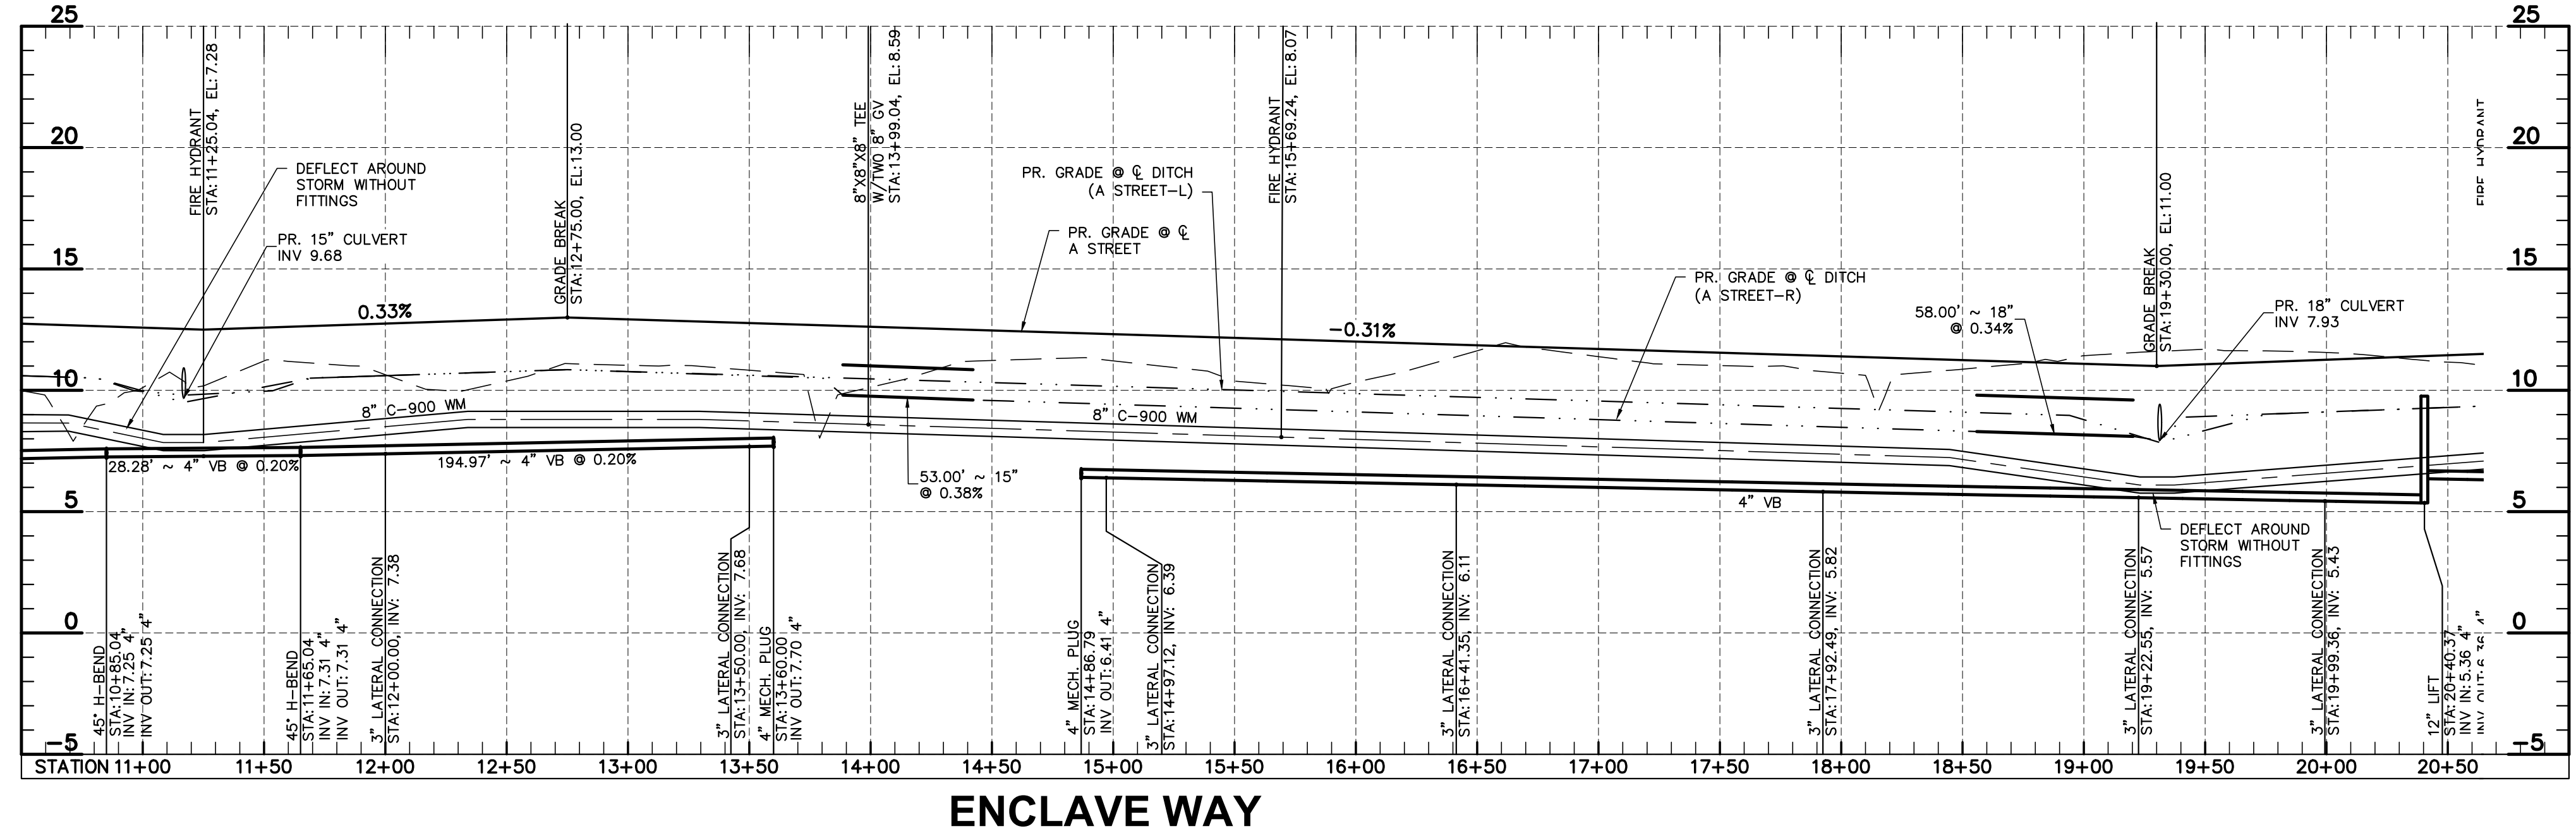 25
20
15
10
5
0
-5
25
20
15
10
5
0
-5
FIRE HYDRANT
STA:11+25.04, EL:7.28
DEFLECT AROUND
STORM WITHOUT
FITTINGS
PR. 15" CULVERT
INV 9.68
0.33%
GRADE BREAK
STA:12+75.00, EL:13.00
8"X8"X8" TEE
W/TWO 8" GV
STA:13+99.04, EL:8.59
PR. GRADE @ ℄ DITCH
(A STREET-L)
PR. GRADE @ ℄
A STREET
FIRE HYDRANT
STA:15+69.24, EL:8.07
-0.31%
PR. GRADE @ ℄ DITCH
(A STREET-R)
58.00' ~ 18"
@ 0.34%
GRADE BREAK
STA:19+30.00, EL:11.00
PR. 18" CULVERT
INV 7.93
FIRE HYDRANT
8" C-900 WM
8" C-900 WM
28.28' ~ 4" VB @ 0.20%
194.97' ~ 4" VB @ 0.20%
53.00' ~ 15"
@ 0.38%
4" VB
DEFLECT AROUND
STORM WITHOUT
FITTINGS
45° H-BEND
STA:10+85.04
INV IN:7.25 4"
INV OUT:7.25 4"
45° H-BEND
STA:11+65.04
INV IN:7.31 4"
INV OUT:7.31 4"
3" LATERAL CONNECTION
STA:12+00.00, INV: 7.38
3" LATERAL CONNECTION
STA:13+50.00, INV: 7.68
4" MECH. PLUG
STA:13+60.00
INV OUT:7.70 4"
4" MECH. PLUG
STA:14+86.79
INV OUT:6.41 4"
3" LATERAL CONNECTION
STA:14+97.12, INV: 6.39
3" LATERAL CONNECTION
STA:16+41.35, INV: 6.11
3" LATERAL CONNECTION
STA:17+92.49, INV: 5.82
3" LATERAL CONNECTION
STA:19+22.55, INV: 5.57
3" LATERAL CONNECTION
STA:19+99.36, INV: 5.43
12" LIFT
STA:20+40.37
INV IN:5.36 4"
INV OUT:6.36 4"
STATION 11+00 11+50 12+00 12+50 13+00 13+50 14+00 14+50 15+00 15+50 16+00 16+50 17+00 17+50 18+00 18+50 19+00 19+50 20+00 20+50
ENCLAVE WAY